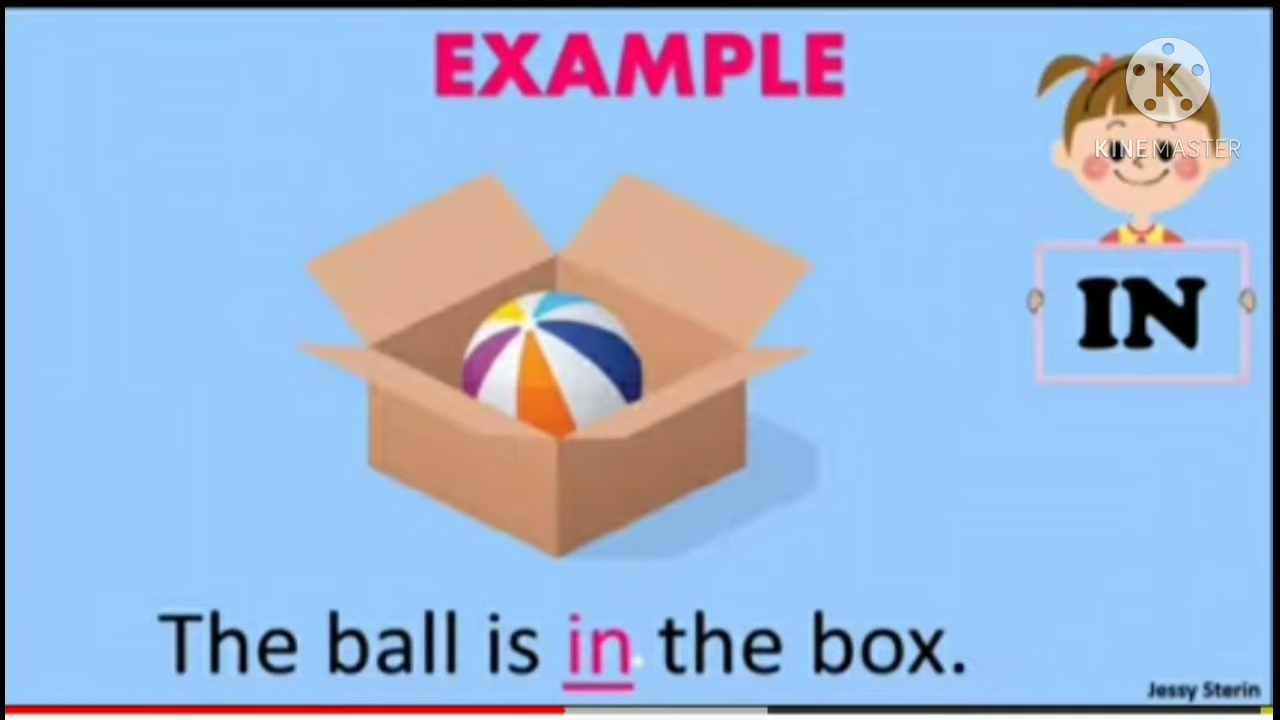 EXAMPLE
K
KINEMASTER
IN
The ball is in the box.
Jessy Sterin